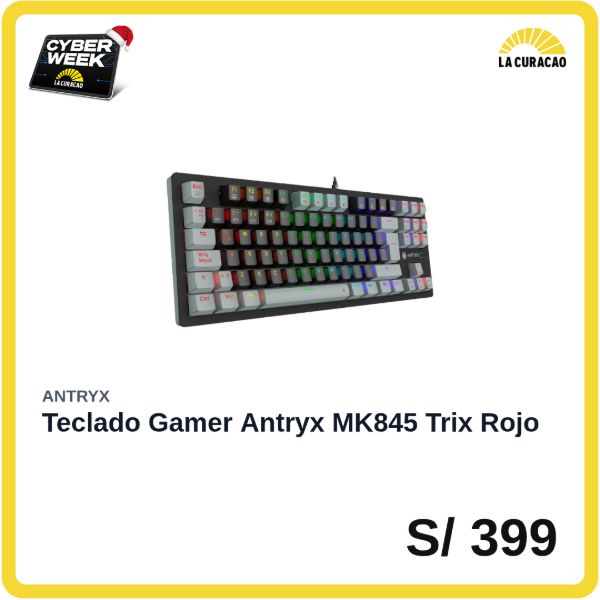 CYBER
WEEK
LA CURACAO
LA CURACAO
ANTRYX
Teclado Gamer Antryx MK845 Trix Rojo
S/ 399